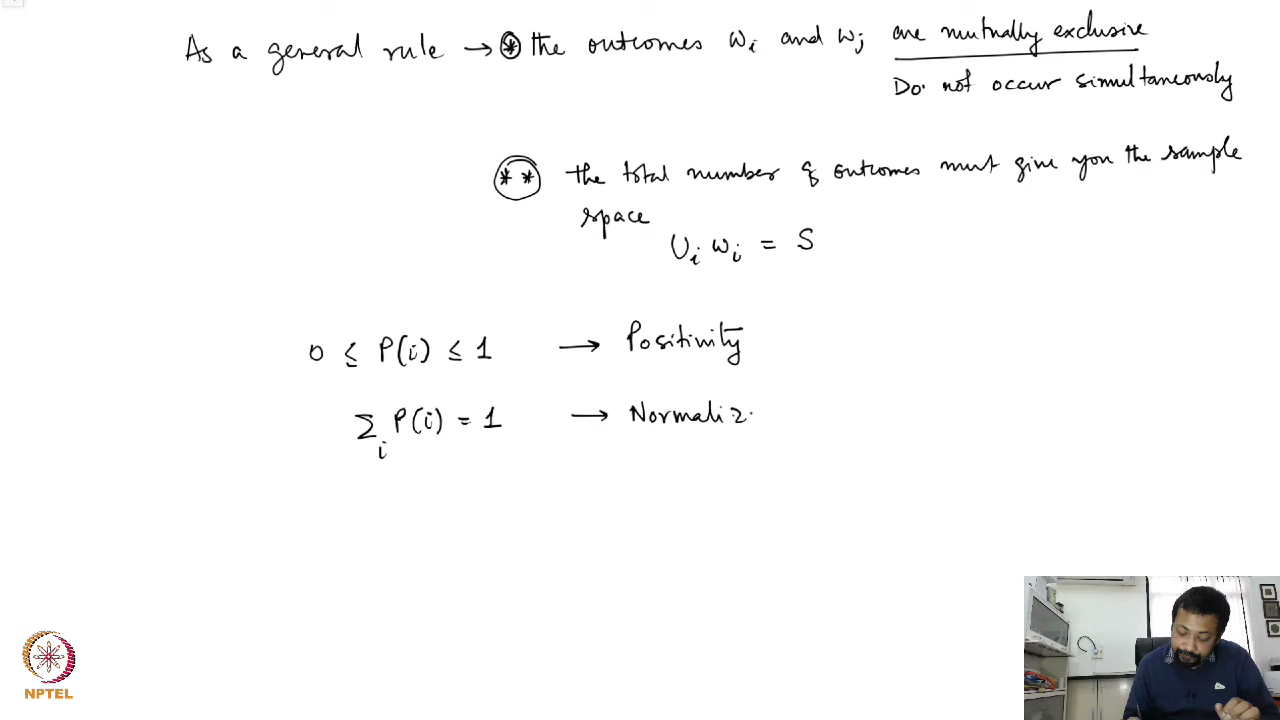 As a general rule → ⊛ the outcomes ωᵢ and ωⱼ are mutually exclusive
Do not occur simultaneously
** the total number of outcomes must give you the sample
space
∪ᵢ ωᵢ = S
0 ≤ P(i) ≤ 1 → Positivity
∑ᵢ P(i) = 1 → Normaliz
NPTEL